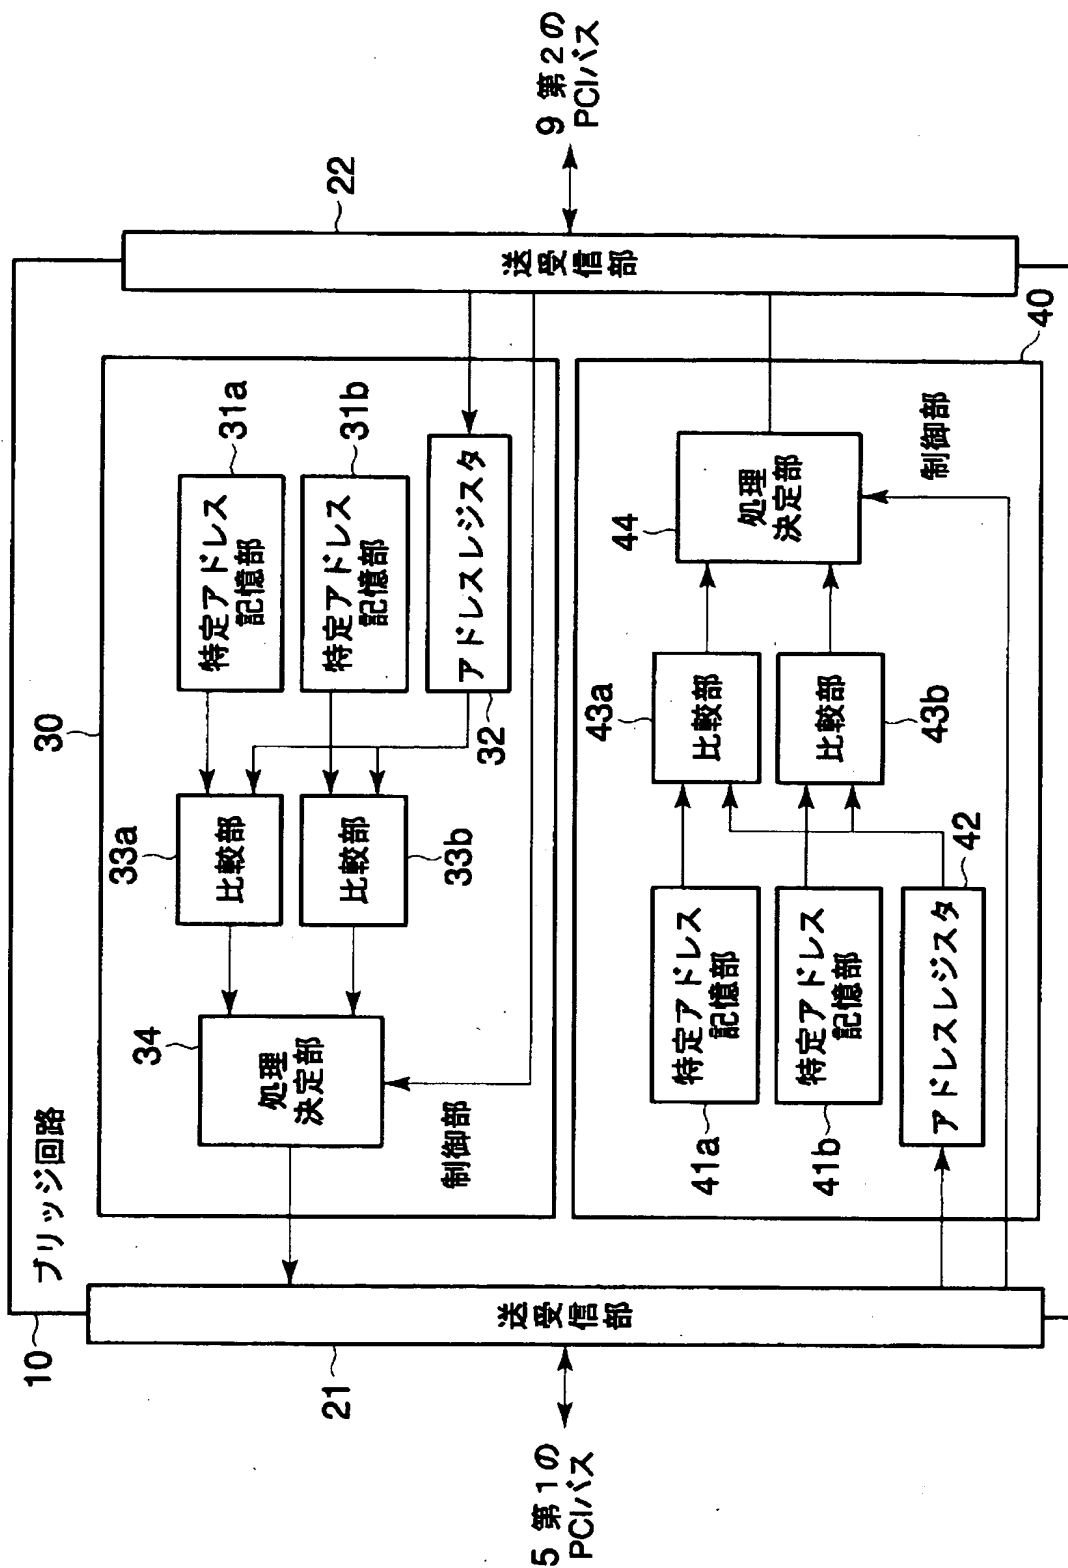 10
ブリッジ回路
5 第1の
PCIバス
21
送受信部
22
送受信部
9 第2の
PCIバス
30
制御部
34
処理
決定部
33a
比較部
33b
比較部
31a
特定アドレス
記憶部
31b
特定アドレス
記憶部
32
アドレスレジスタ
40
制御部
41a
特定アドレス
記憶部
41b
特定アドレス
記憶部
42
アドレスレジスタ
43a
比較部
43b
比較部
44
処理
決定部